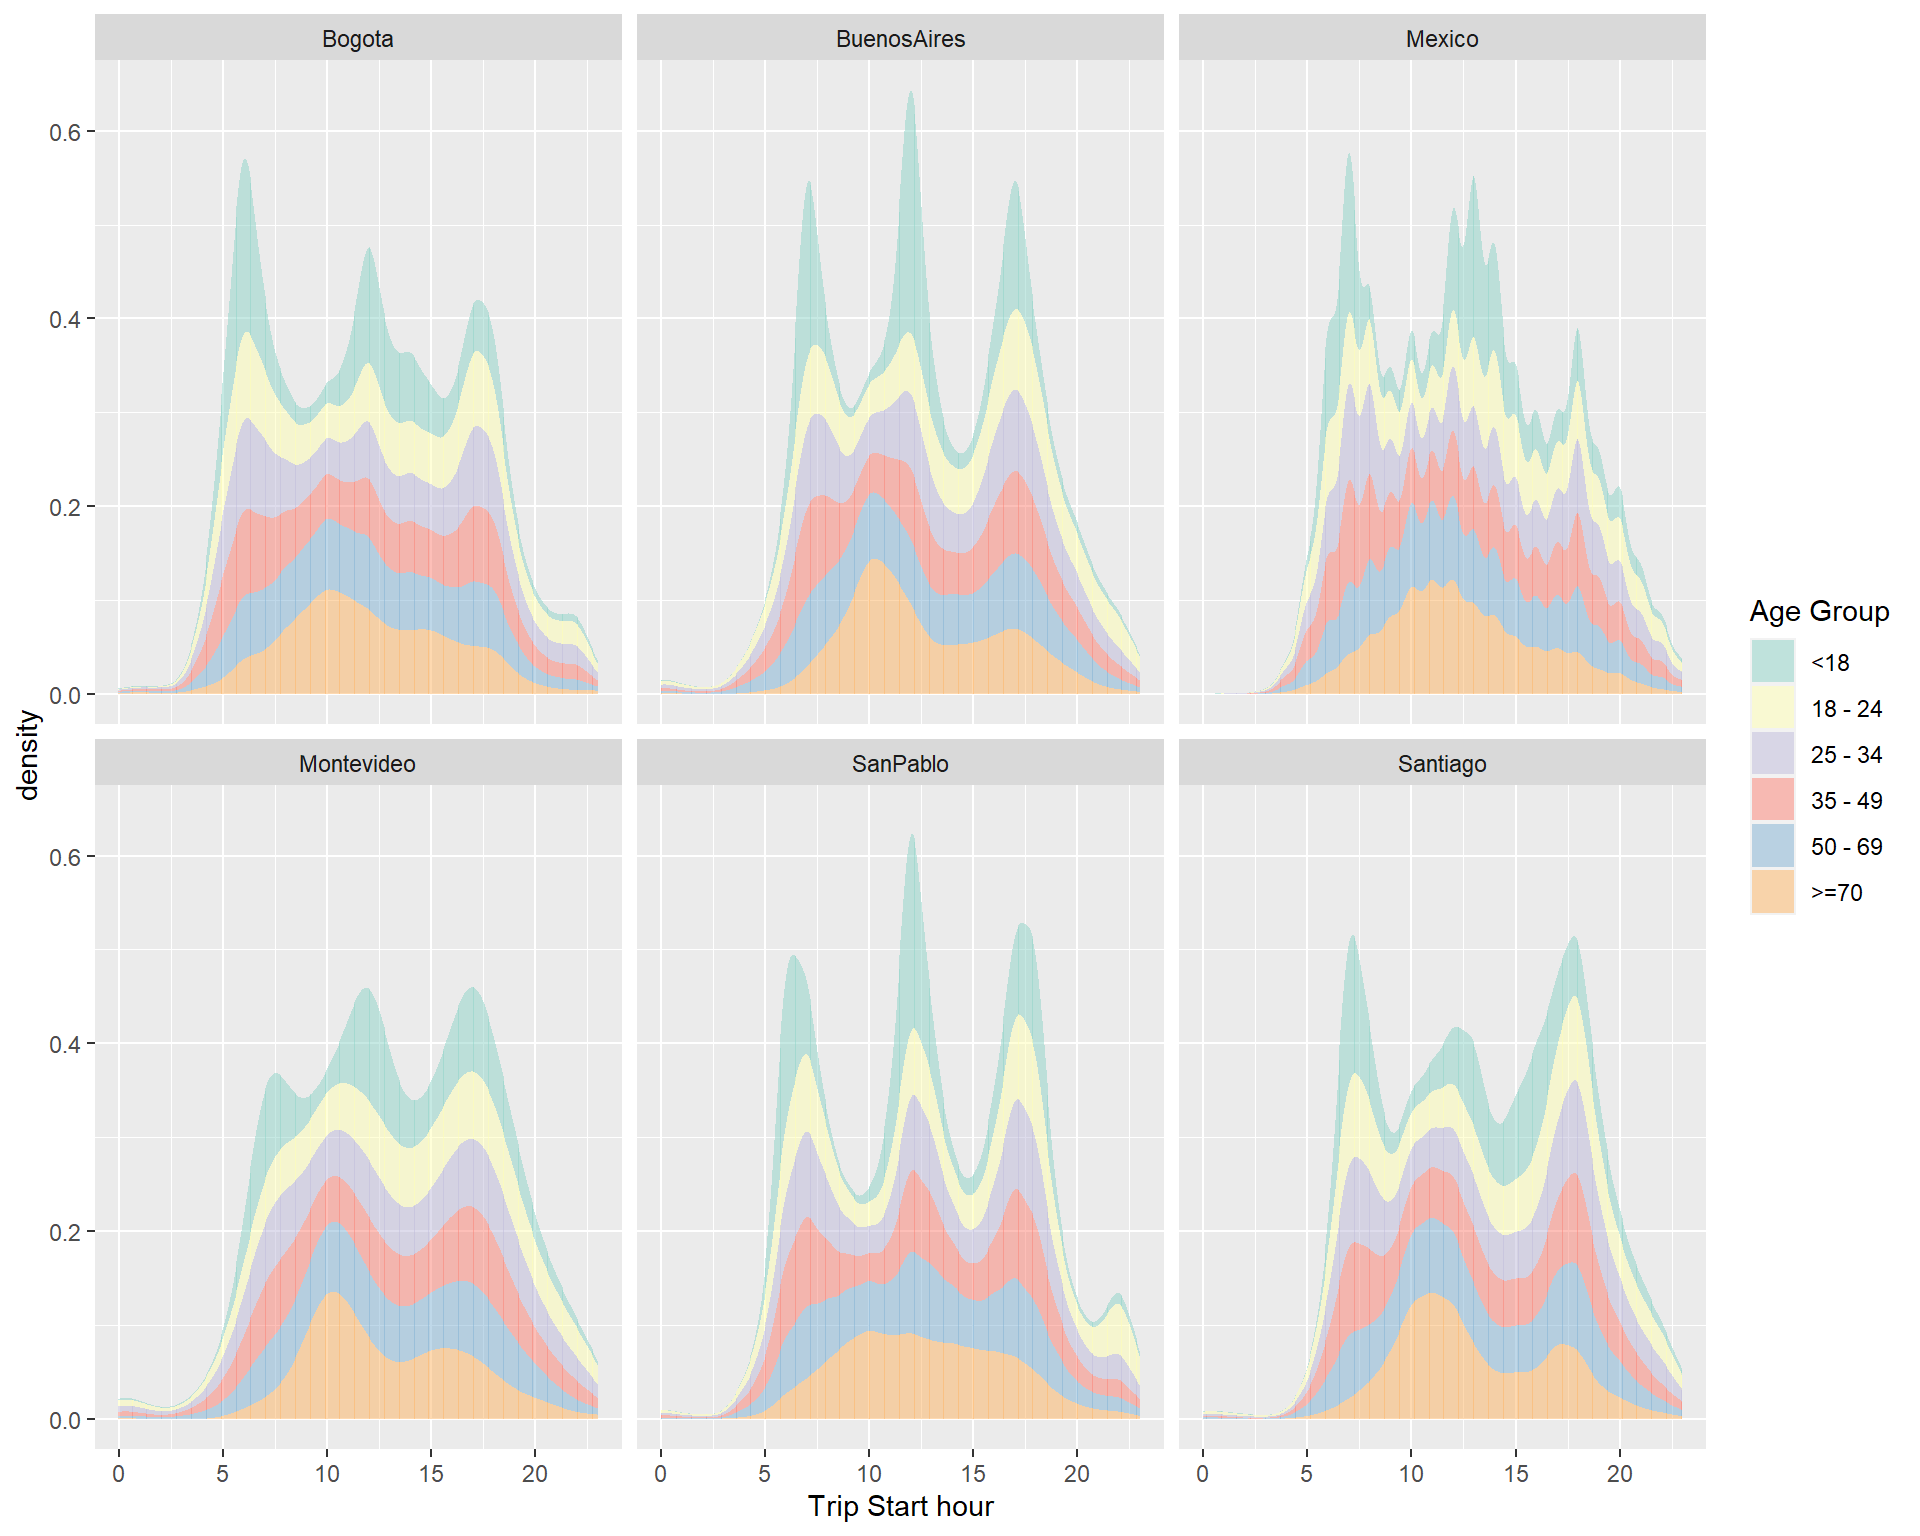 Bogota
BuenosAires
Mexico
0.6
0.4
0.2
0.0
Montevideo
SanPablo
Santiago
0.6
0.4
0.2
0.0
0 5 10 15 20
0 5 10 15 20
0 5 10 15 20
Trip Start hour
density
Age Group
<18
18 - 24
25 - 34
35 - 49
50 - 69
>=70